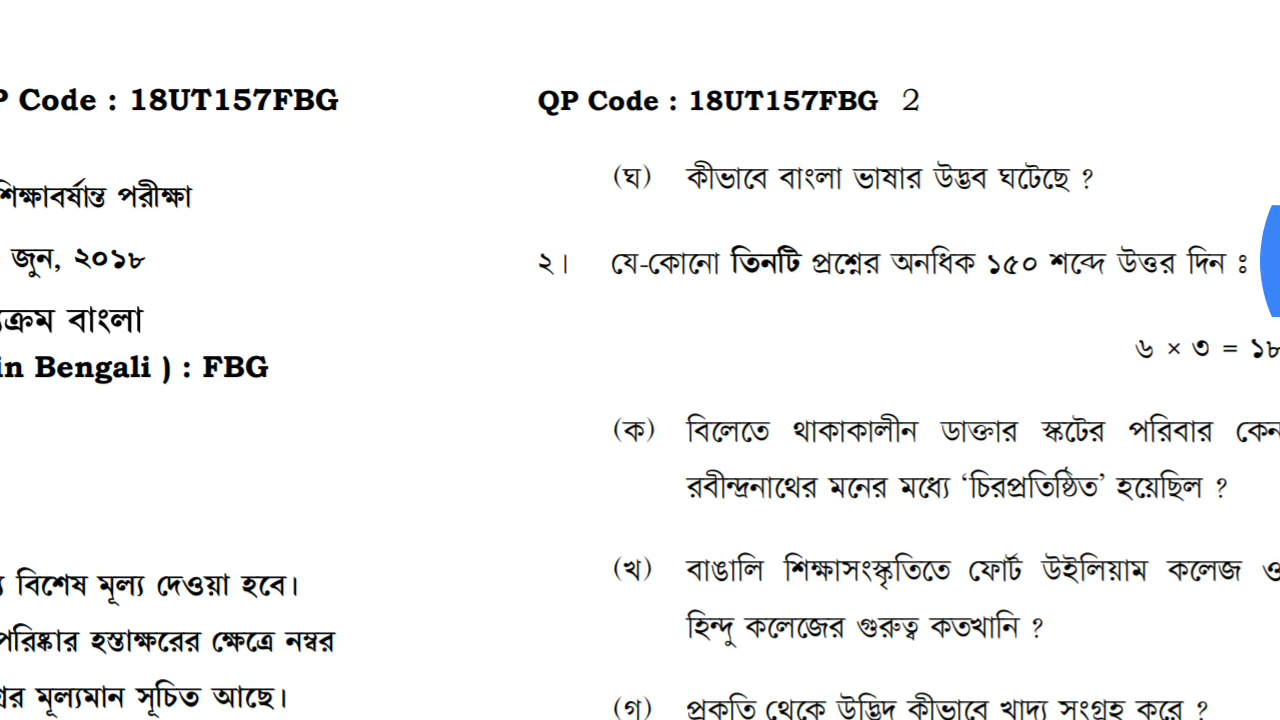 P Code : 18UT157FBG
শিক্ষাবর্ষান্ত পরীক্ষা
জুন, ২০১৮
ক্রম বাংলা
in Bengali ) : FBG
বিশেষ মূল্য দেওয়া হবে।
পরিষ্কার হস্তাক্ষরের ক্ষেত্রে নম্বর
মূল্যমান সূচিত আছে।
QP Code : 18UT157FBG 2
(ঘ) কীভাবে বাংলা ভাষার উদ্ভব ঘটেছে ?
২। যে-কোনো তিনটি প্রশ্নের অনধিক ১৫০ শব্দে উত্তর দিন ঃ
৬ × ৩ = ১৮
(ক) বিলেতে থাকাকালীন ডাক্তার স্কটের পরিবার কেন
রবীন্দ্রনাথের মনের মধ্যে ‘চিরপ্রতিষ্ঠিত’ হয়েছিল ?
(খ) বাঙালি শিক্ষাসংস্কৃতিতে ফোর্ট উইলিয়াম কলেজ ও
হিন্দু কলেজের গুরুত্ব কতখানি ?
(গ) প্রকৃতি থেকে উদ্ভিদ কীভাবে খাদ্য সংগ্রহ করে ?